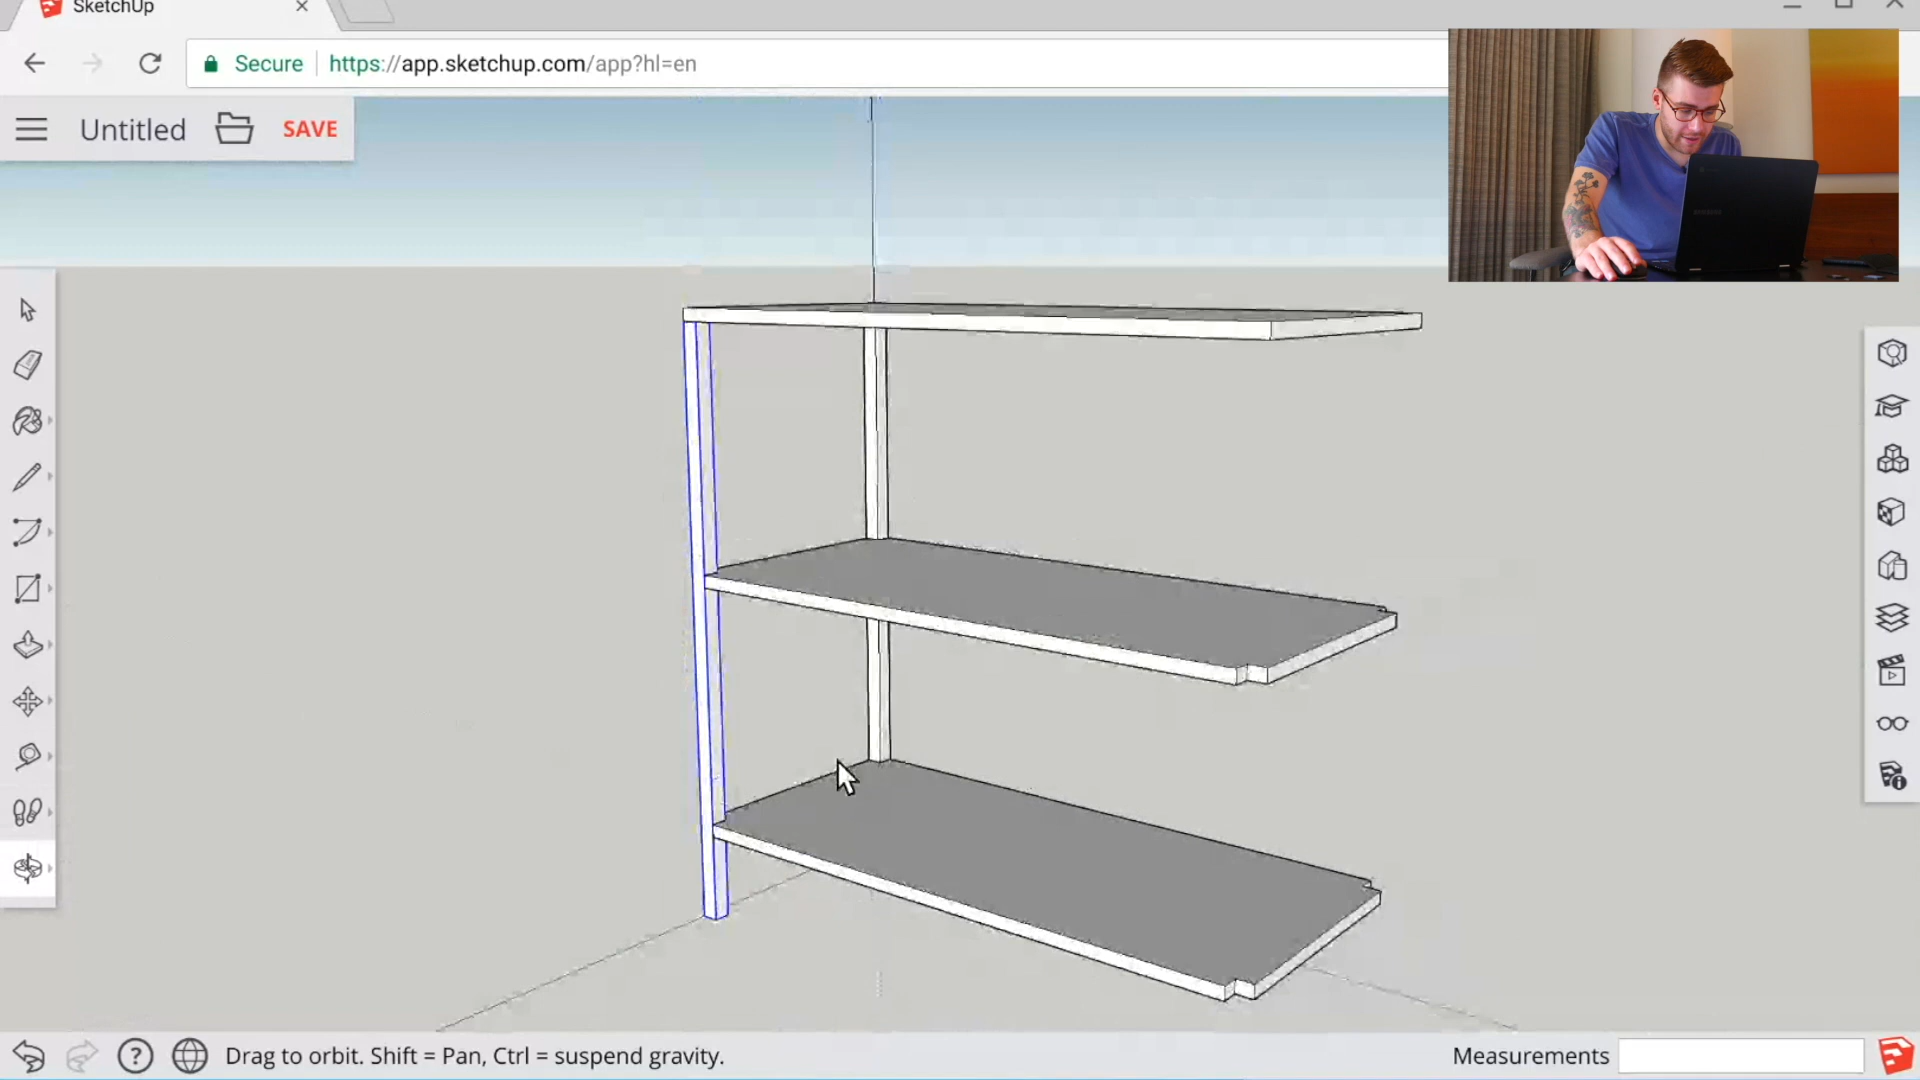 SketchUp
Secure
https://app.sketchup.com/app?hl=en
Untitled
SAVE
Drag to orbit. Shift = Pan, Ctrl = suspend gravity.
Measurements